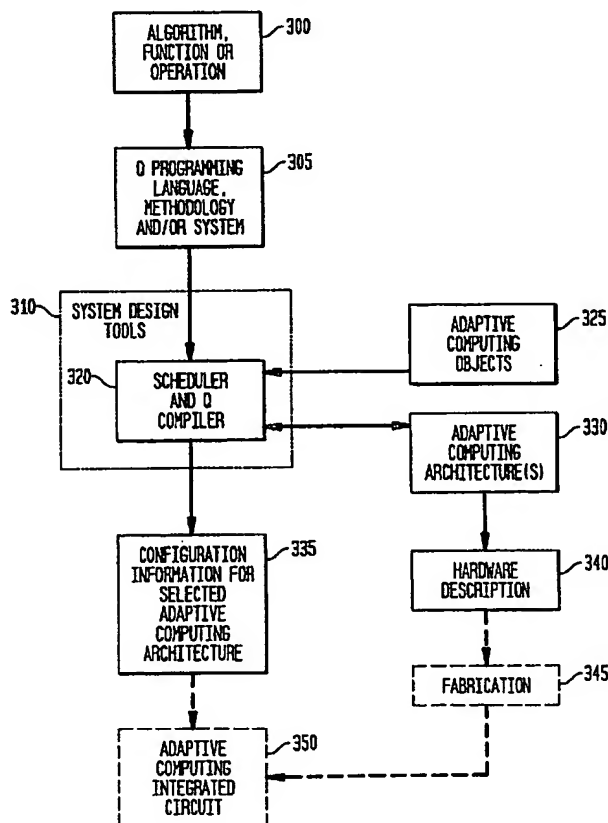 ALGORITHM,
FUNCTION OR
OPERATION
300
Q PROGRAMMING
LANGUAGE,
METHODOLOGY
AND/OR SYSTEM
305
310
SYSTEM DESIGN
TOOLS
320
SCHEDULER
AND Q
COMPILER
ADAPTIVE
COMPUTING
OBJECTS
325
ADAPTIVE
COMPUTING
ARCHITECTURE(S)
330
CONFIGURATION
INFORMATION FOR
SELECTED
ADAPTIVE
COMPUTING
ARCHITECTURE
335
HARDWARE
DESCRIPTION
340
FABRICATION
345
ADAPTIVE
COMPUTING
INTEGRATED
CIRCUIT
350